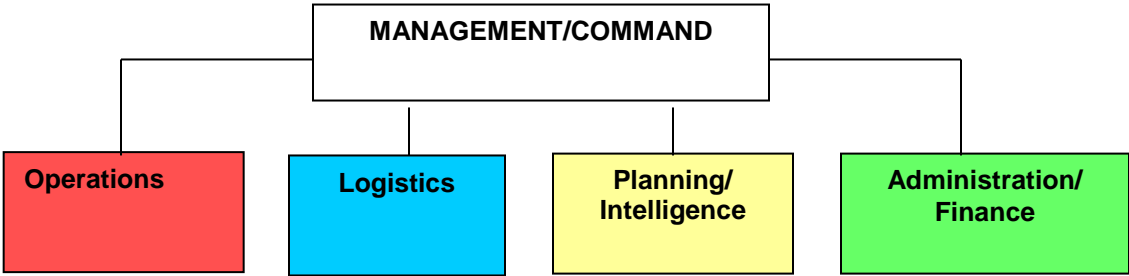 MANAGEMENT/COMMAND
Operations
Logistics
Planning/
Intelligence
Administration/
Finance